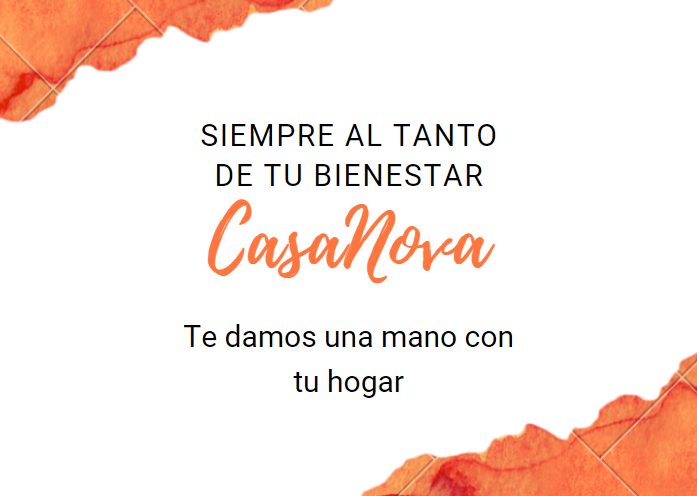 SIEMPRE AL TANTO
DE TU BIENESTAR
CasaNova
Te damos una mano con
tu hogar